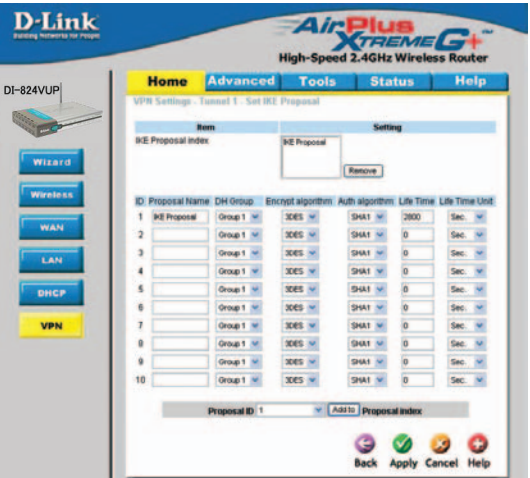 D-Link
Building Networks for People
AirPlus
XTREME G+™
High-Speed 2.4GHz Wireless Router
DI-824VUP
Home Advanced Tools Status Help
VPN Settings - Tunnel 1 - Set IKE Proposal
Item Setting
IKE Proposal index IKE Proposal
Remove
ID Proposal Name DH Group Encrypt algorithm Auth algorithm Life Time Life Time Unit
1 IKE Proposal Group 1 3DES SHA1 2800 Sec.
2 Group 1 3DES SHA1 0 Sec.
3 Group 1 3DES SHA1 0 Sec.
4 Group 1 3DES SHA1 0 Sec.
5 Group 1 3DES SHA1 0 Sec.
6 Group 1 3DES SHA1 0 Sec.
7 Group 1 3DES SHA1 0 Sec.
8 Group 1 3DES SHA1 0 Sec.
9 Group 1 3DES SHA1 0 Sec.
10 Group 1 3DES SHA1 0 Sec.
Proposal ID 1 Add to Proposal index
Back Apply Cancel Help
Wizard
Wireless
WAN
LAN
DHCP
VPN